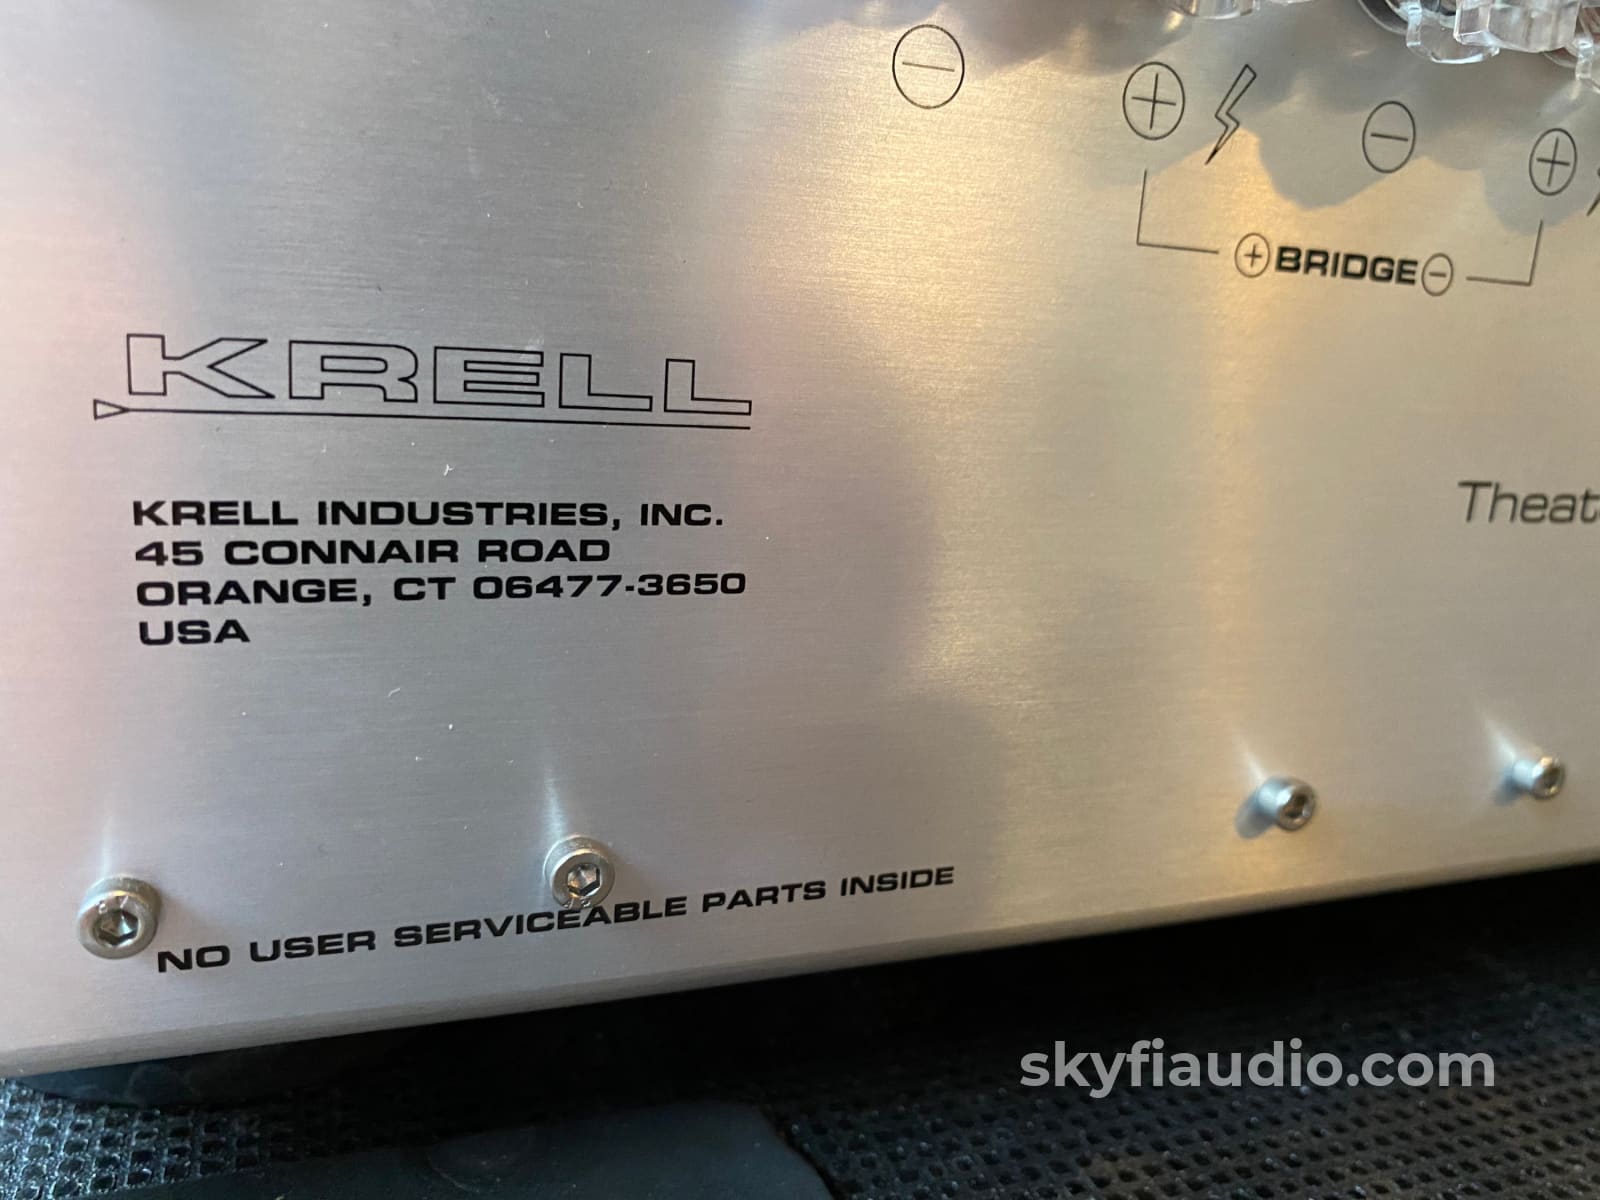 BRIDGE
KRELL
KRELL INDUSTRIES, INC.
45 CONNAIR ROAD
ORANGE, CT 06477-3650
USA
Theat
NO USER SERVICEABLE PARTS INSIDE
skyfiaudio.com